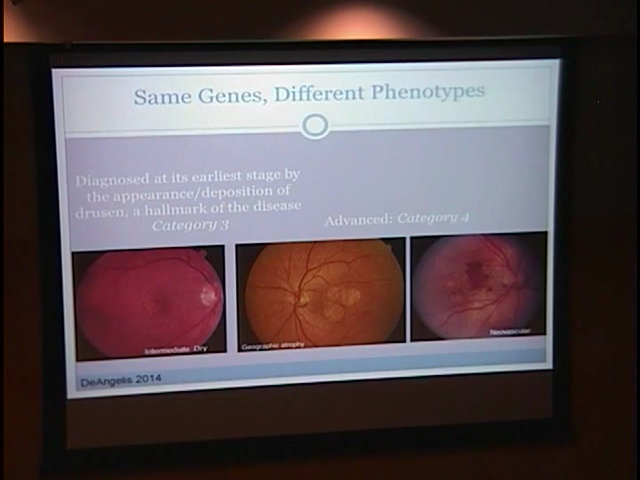 Same Genes, Different Phenotypes
Diagnosed at its earliest stage by
the appearance/deposition of
drusen, a hallmark of the disease
Category 3
Advanced: Category 4
Intermediate Dry
Geographic atrophy
Neovascular
DeAngelis 2014